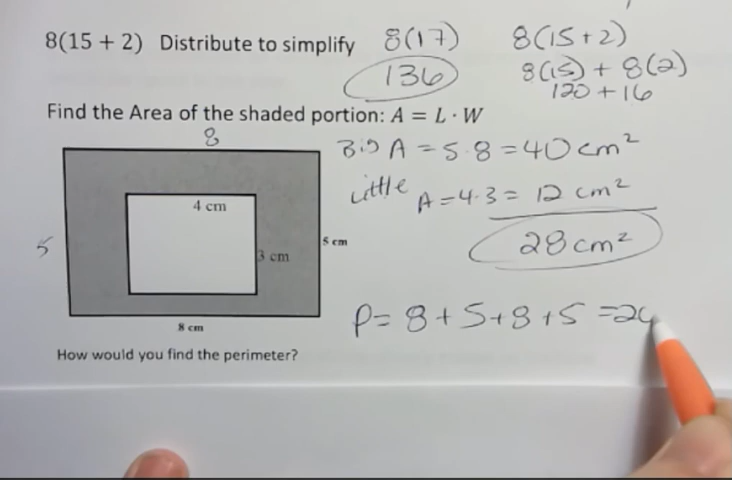 8(15 + 2) Distribute to simplify 8(17) 8(15+2)
136 8(15) + 8(2)
120 + 16
Find the Area of the shaded portion: A = L · W
8
Big A = 5·8 = 40 cm²
Little A = 4·3 = 12 cm²
4 cm
5
5 cm
3 cm
28 cm²
P= 8+5+8+5 =26
8 cm
How would you find the perimeter?